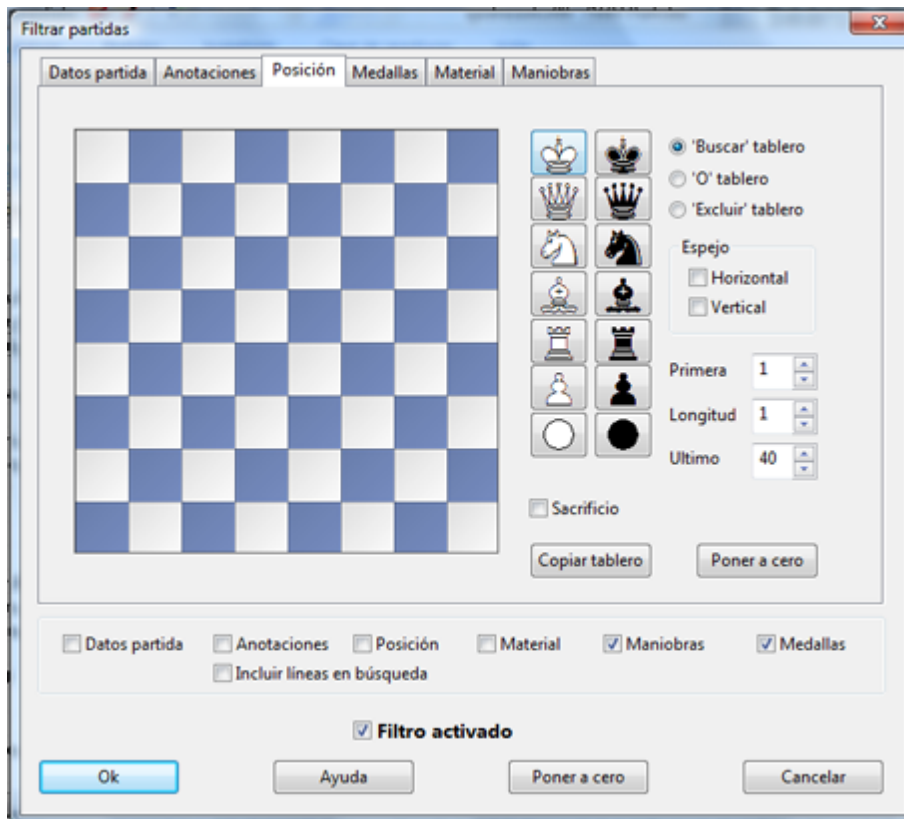 Filtrar partidas
Datos partida Anotaciones Posición Medallas Material Maniobras
'Buscar' tablero
'O' tablero
'Excluir' tablero
Espejo
Horizontal
Vertical
Primera 1
Longitud 1
Ultimo 40
Sacrificio
Copiar tablero Poner a cero
Datos partida Anotaciones Posición Material Maniobras Medallas
Incluir líneas en búsqueda
Filtro activado
Ok Ayuda Poner a cero Cancelar